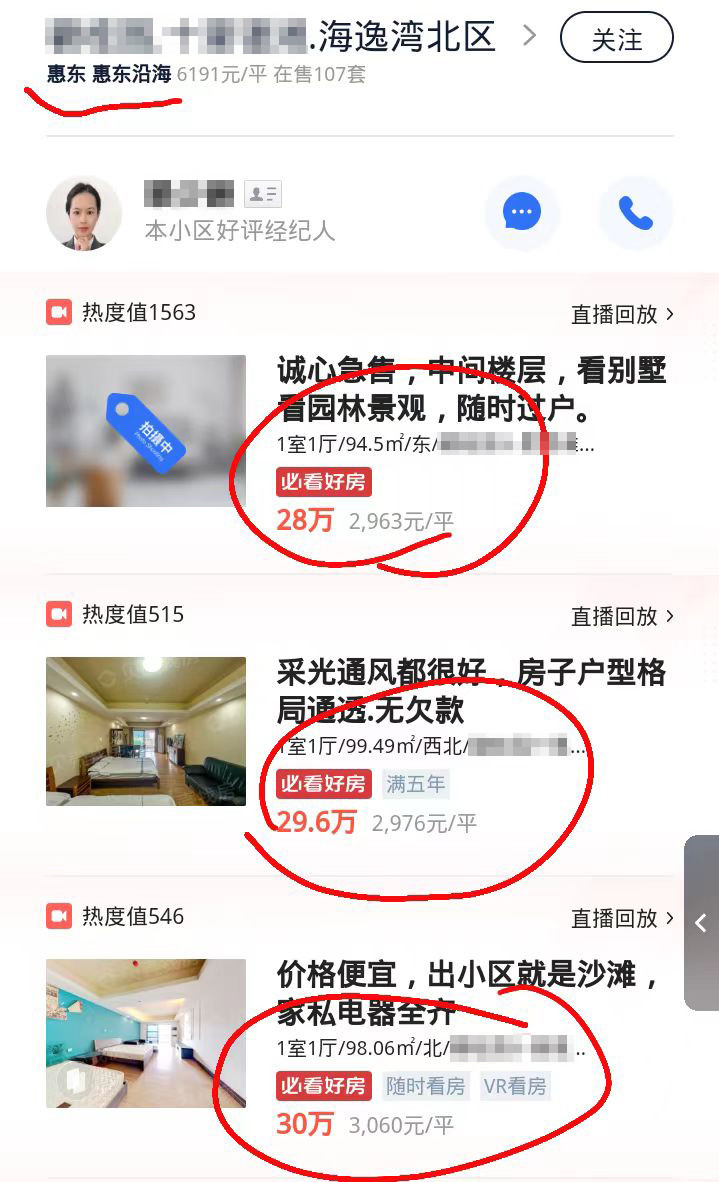 .海逸湾北区
关注
惠东 惠东沿海 6191元/平 在售107套
本小区好评经纪人
热度值1563
直播回放
诚心急售，中间楼层，看别墅
看园林景观，随时过户。
拍摄中
1室1厅/94.5㎡/东/
必看好房
28万 2,963元/平
热度值515
直播回放
采光通风都很好，房子户型格
局通透.无欠款
1室1厅/99.49㎡/西北/
...
必看好房 满五年
29.6万 2,976元/平
热度值546
直播回放
价格便宜，出小区就是沙滩，
家私电器全齐
1室1厅/98.06㎡/北/
必看好房 随时看房 VR看房
30万 3,060元/平